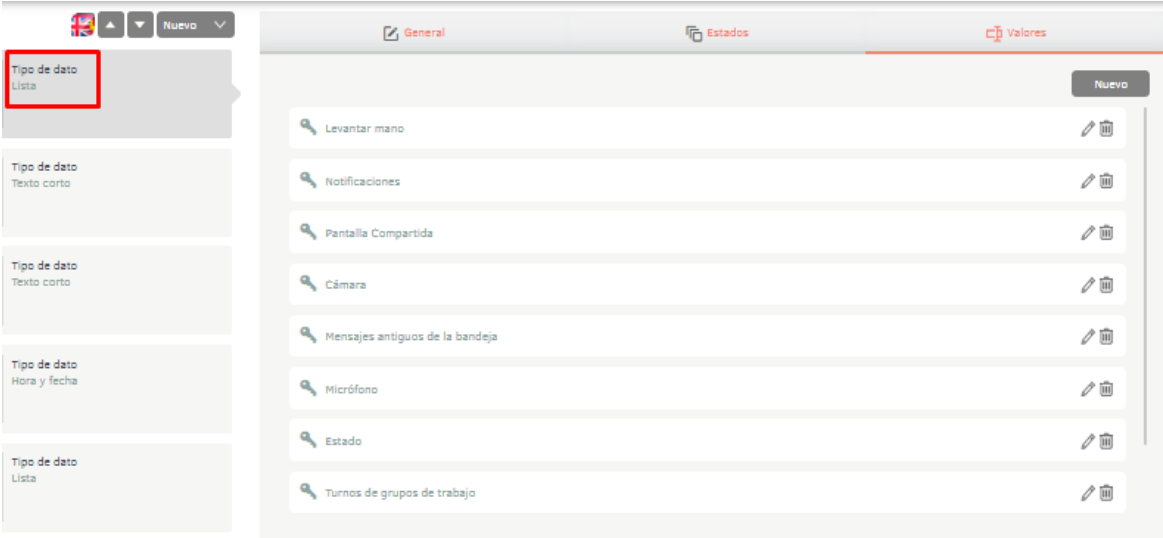 Nuevo
General
Estados
Valores
Tipo de dato
Lista
Nuevo
Levantar mano
Tipo de dato
Texto corto
Notificaciones
Pantalla Compartida
Tipo de dato
Texto corto
Cámara
Mensajes antiguos de la bandeja
Tipo de dato
Hora y fecha
Micrófono
Estado
Tipo de dato
Lista
Turnos de grupos de trabajo